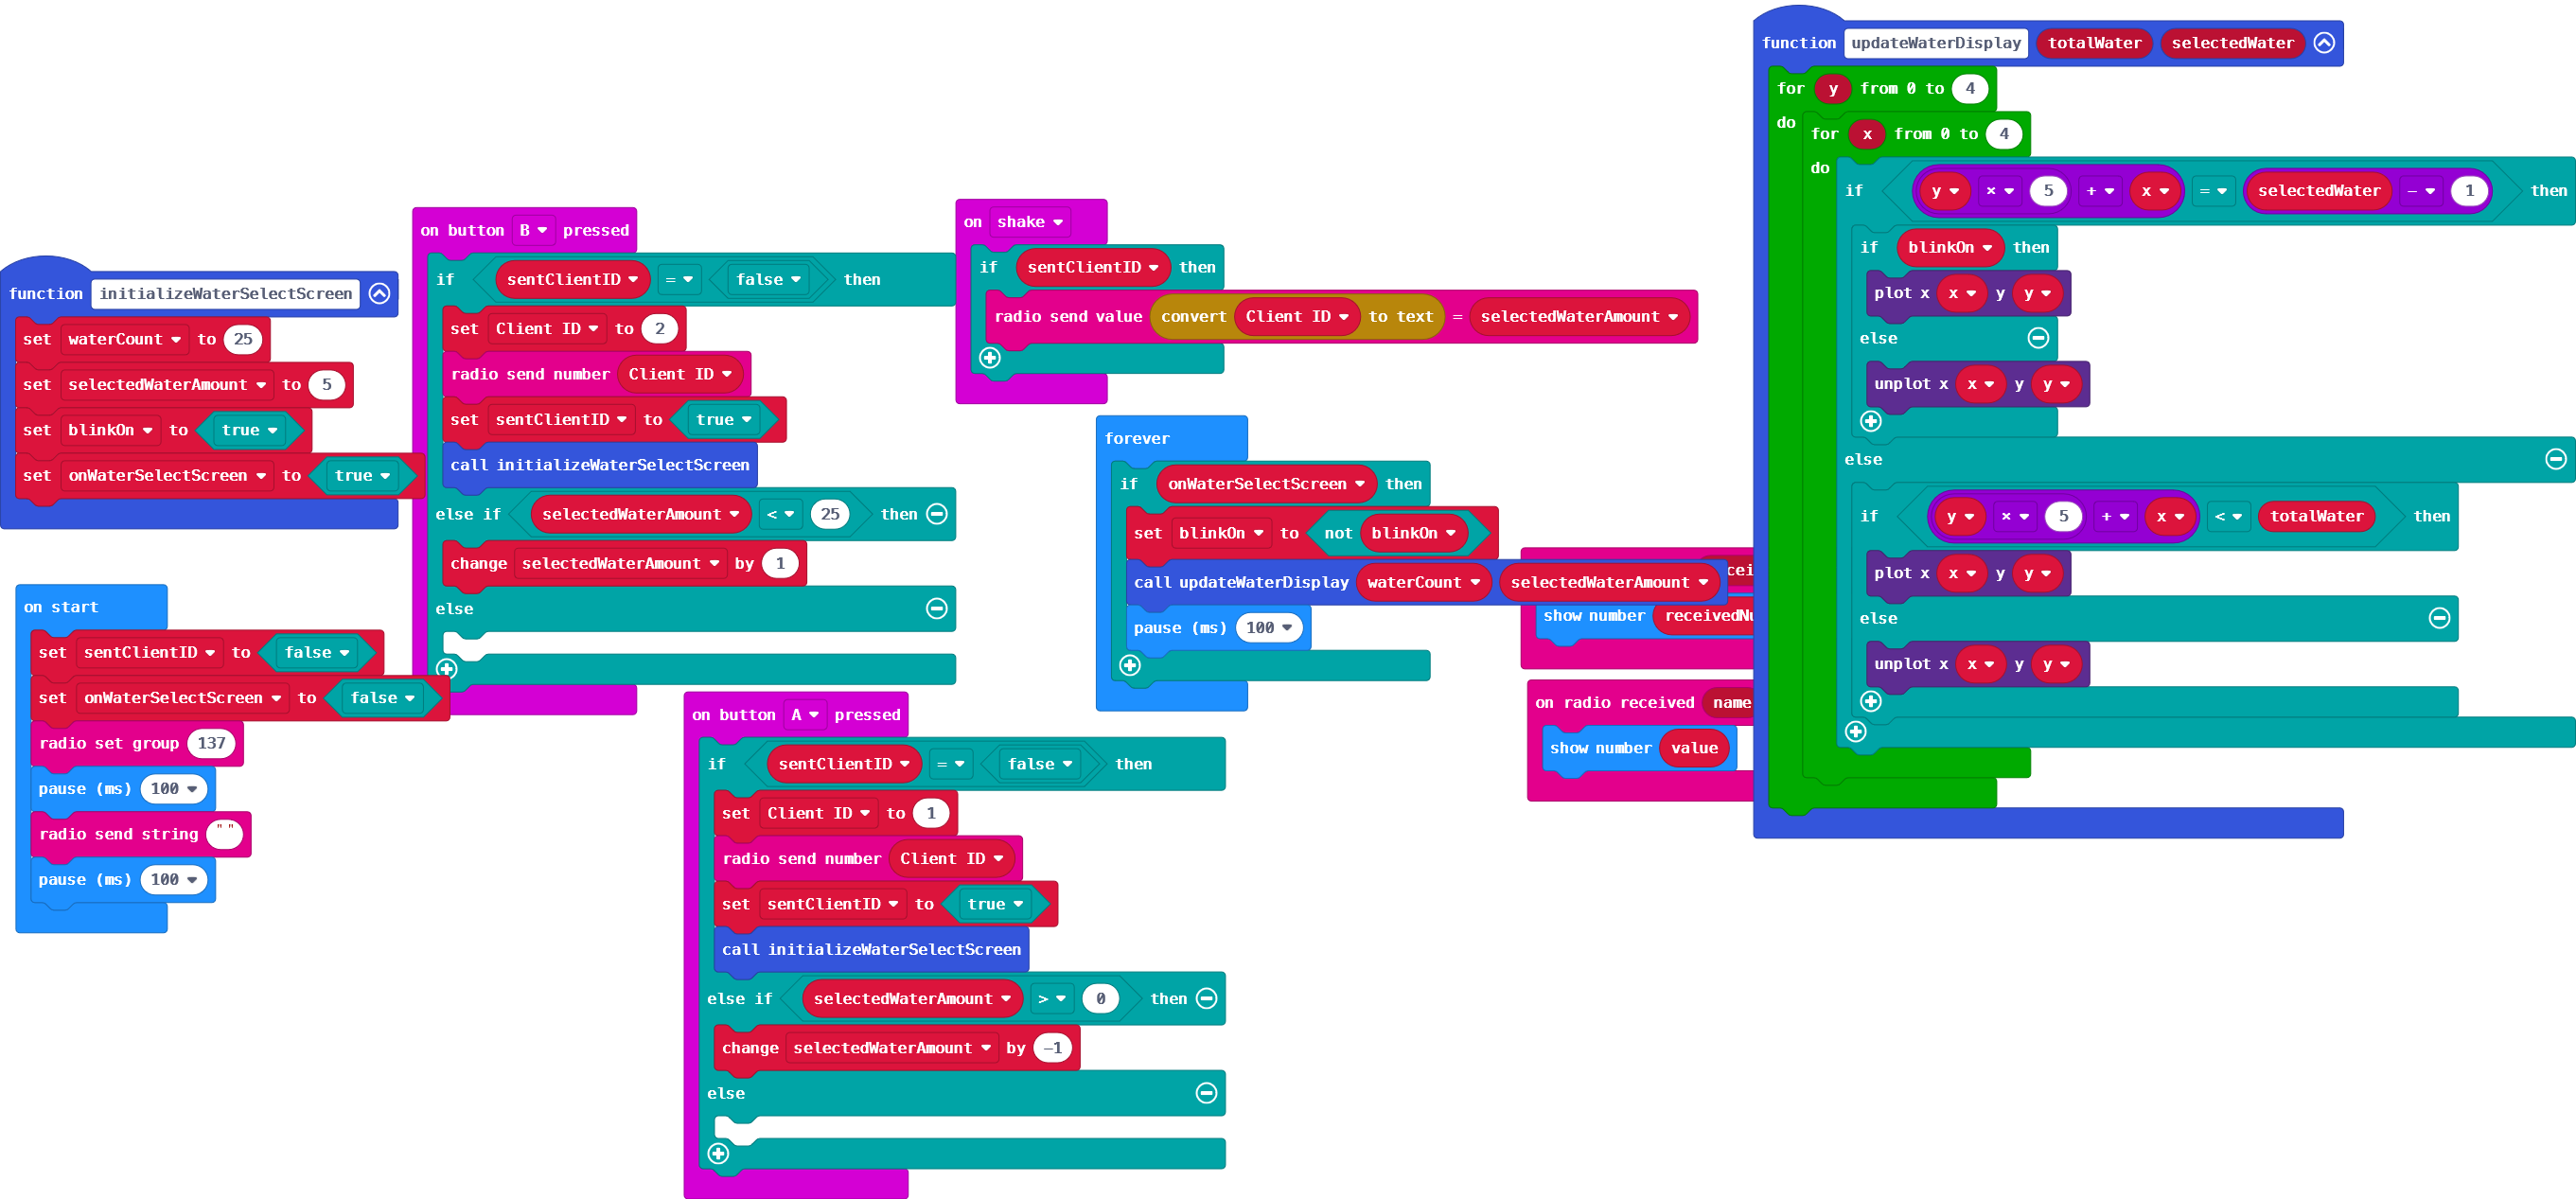 function initializeWaterSelectScreen
set waterCount to 25
set selectedWaterAmount to 5
set blinkOn to true
set onWaterSelectScreen to true
on start
set sentClientID to false
set onWaterSelectScreen to false
radio set group 137
pause (ms) 100
radio send string " "
pause (ms) 100
on button B pressed
if sentClientID = false then
set Client ID to 2
radio send number Client ID
set sentClientID to true
call initializeWaterSelectScreen
else if selectedWaterAmount < 25 then
change selectedWaterAmount by 1
else
on button A pressed
if sentClientID = false then
set Client ID to 1
radio send number Client ID
set sentClientID to true
call initializeWaterSelectScreen
else if selectedWaterAmount > 0 then
change selectedWaterAmount by -1
else
on shake
if sentClientID then
radio send value convert Client ID to text = selectedWaterAmount
forever
if onWaterSelectScreen then
set blinkOn to not blinkOn
call updateWaterDisplay waterCount selectedWaterAmount
pause (ms) 100
show number
on radio received name
show number value
function updateWaterDisplay totalWater selectedWater
for y from 0 to 4
do
for x from 0 to 4
do
if y × 5 + x = selectedWater - 1 then
if blinkOn then
plot x x y y
else
unplot x x y y
else
if y × 5 + x < totalWater then
plot x x y y
else
unplot x x y y